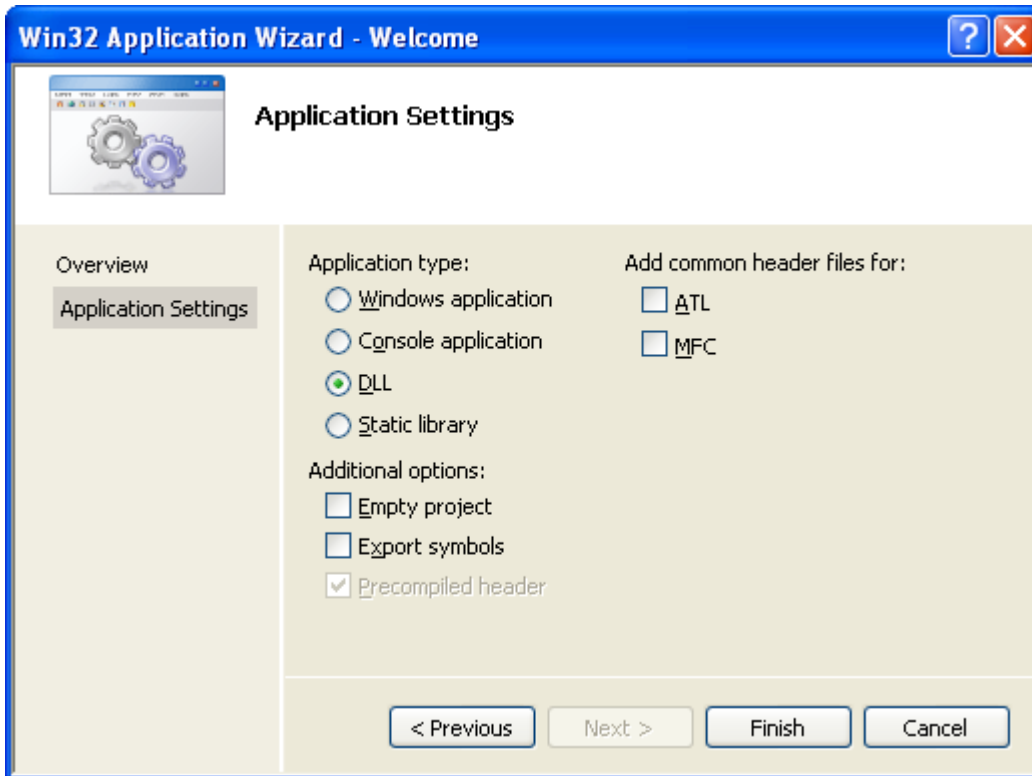 Win32 Application Wizard - Welcome
Application Settings
Overview
Application Settings
Application type:
Windows application
Console application
DLL
Static library
Additional options:
Empty project
Export symbols
Precompiled header
Add common header files for:
ATL
MFC
< Previous
Next >
Finish
Cancel